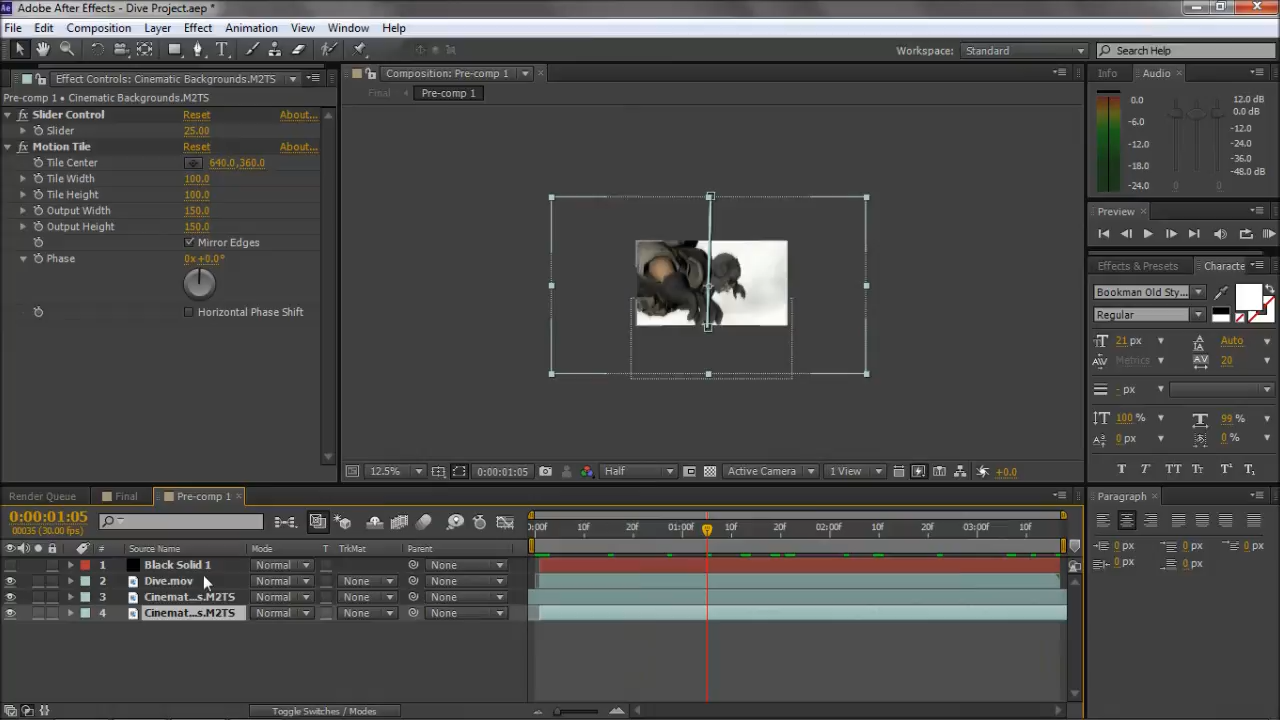 Adobe After Effects - Dive Project.aep *
File Edit Composition Layer Effect Animation View Window Help
Workspace: Standard Search Help
Effect Controls: Cinematic Backgrounds.M2TS
Pre-comp 1 • Cinematic Backgrounds.M2TS
Slider Control Reset About...
Slider 25.00
Motion Tile Reset About...
Tile Center 640.0,360.0
Tile Width 100.0
Tile Height 100.0
Output Width 150.0
Output Height 150.0
Mirror Edges
Phase 0x+0.0°
Horizontal Phase Shift
Composition: Pre-comp 1
Final Pre-comp 1
12.5% 0:00:01:05 Half Active Camera 1 View +0.0
Info Audio
0.0 12.0 dB
-6.0 0.0 dB
-12.0 -12.0
-18.0 -24.0
-24.0 -36.0
-48.0 dB
Preview
Effects & Presets Characte
Bookman Old Sty...
Regular
21 px Auto
Metrics 20
- px
100 % 99 %
0 px 0 %
T T TT Tt T¹ T₁
Paragraph
0 px 0 px 0 px
0 px 0 px
Render Queue Final Pre-comp 1
0:00:01:05
00035 (30.00 fps)
:00f 10f 20f 01:00f 10f 20f 02:00f 10f 20f 03:00f 10f
# Source Name Mode T TrkMat Parent
1 Black Solid 1 Normal None
2 Dive.mov Normal None None
3 Cinemat...s.M2TS Normal None None
4 Cinemat...s.M2TS Normal None None
Toggle Switches / Modes